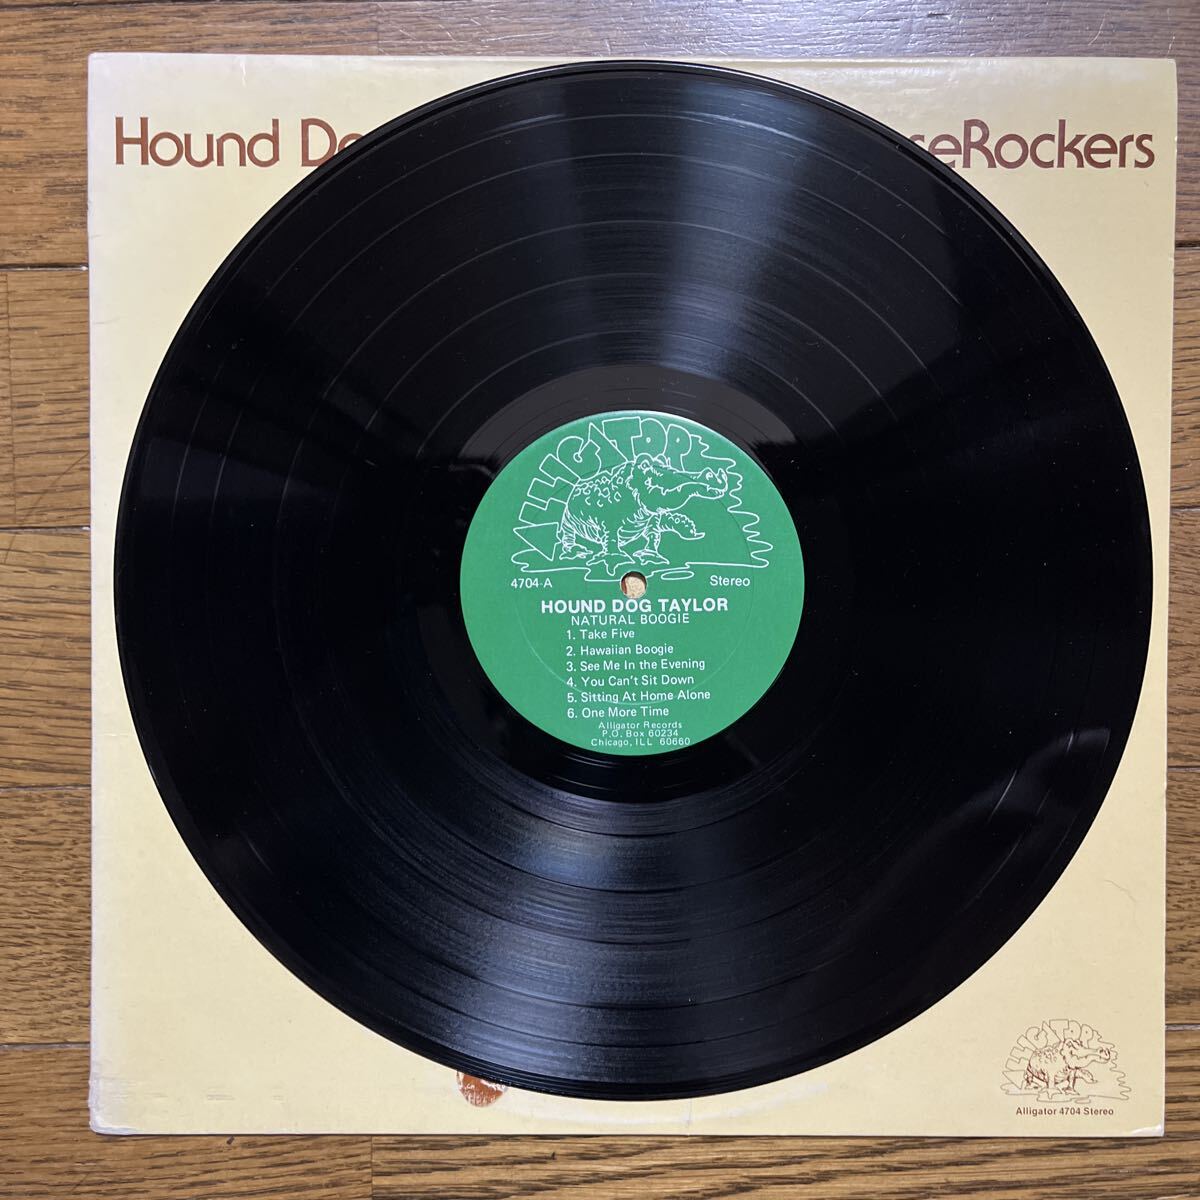 Hound Do
seRockers
ALLIGATOR
4704-A Stereo
HOUND DOG TAYLOR
NATURAL BOOGIE
1. Take Five
2. Hawaiian Boogie
3. See Me In the Evening
4. You Can't Sit Down
5. Sitting At Home Alone
6. One More Time
Alligator Records
P.O. Box 60234
Chicago, ILL 60660
ALLIGATOR
Alligator 4704 Stereo